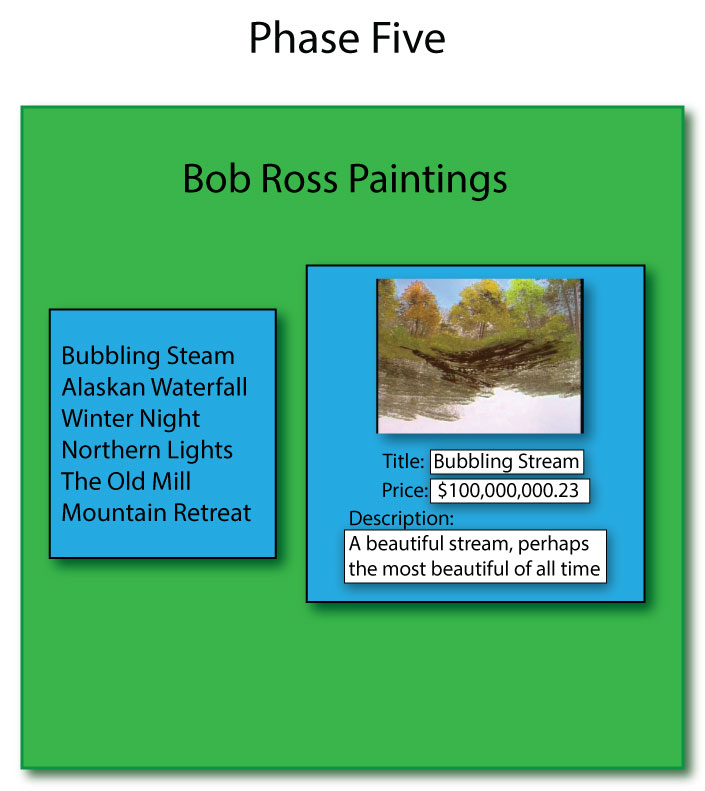 Phase Five
Bob Ross Paintings
Bubbling Steam
Alaskan Waterfall
Winter Night
Northern Lights
The Old Mill
Mountain Retreat
Title: Bubbling Stream
Price: $100,000,000.23
Description:
A beautiful stream, perhaps
the most beautiful of all time